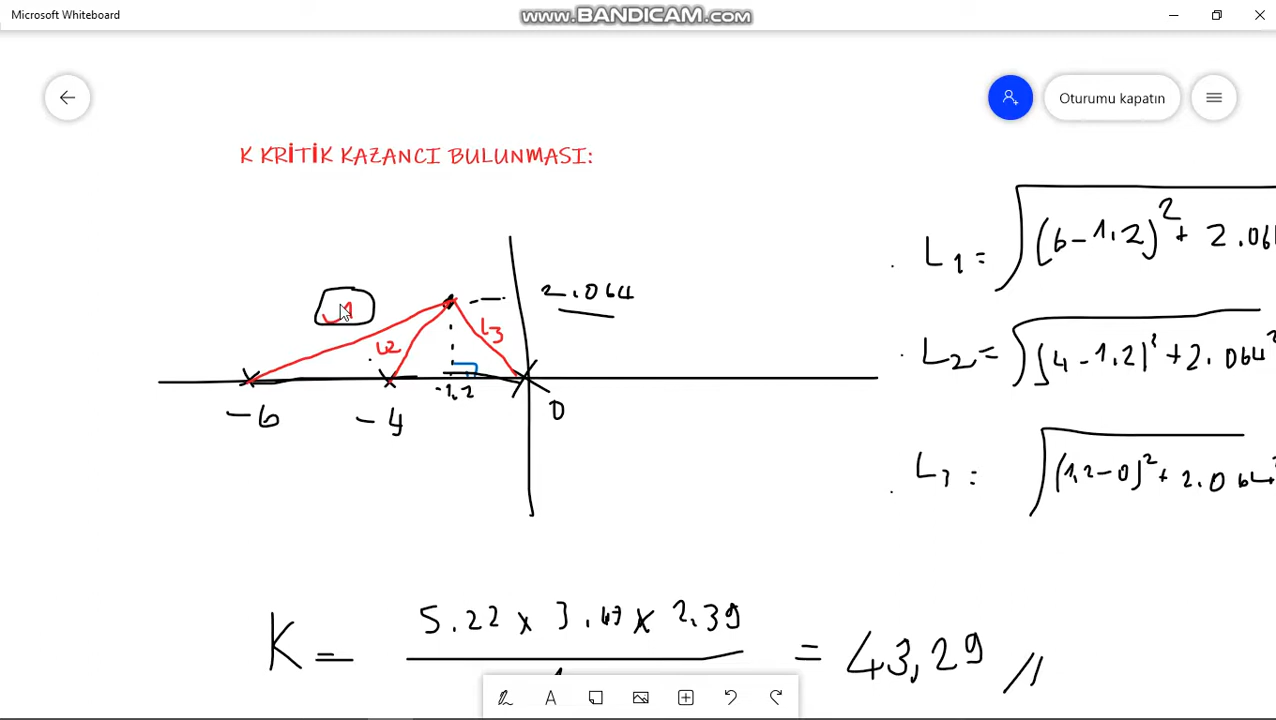 Microsoft Whiteboard
www.BANDICAM.com
Oturumu kapatın
K KRİTİK KAZANCI BULUNMASI:
L1 = √(6-1.2)² + 2.06
2.064
L3
L2
L2 = √(4-1.2)² + 2.064²
-1.2
-6
-4
0
L3 = √(1.2-0)² + 2.064²
K = 5.22 x 3.47 x 2.39 = 43,29 //
A